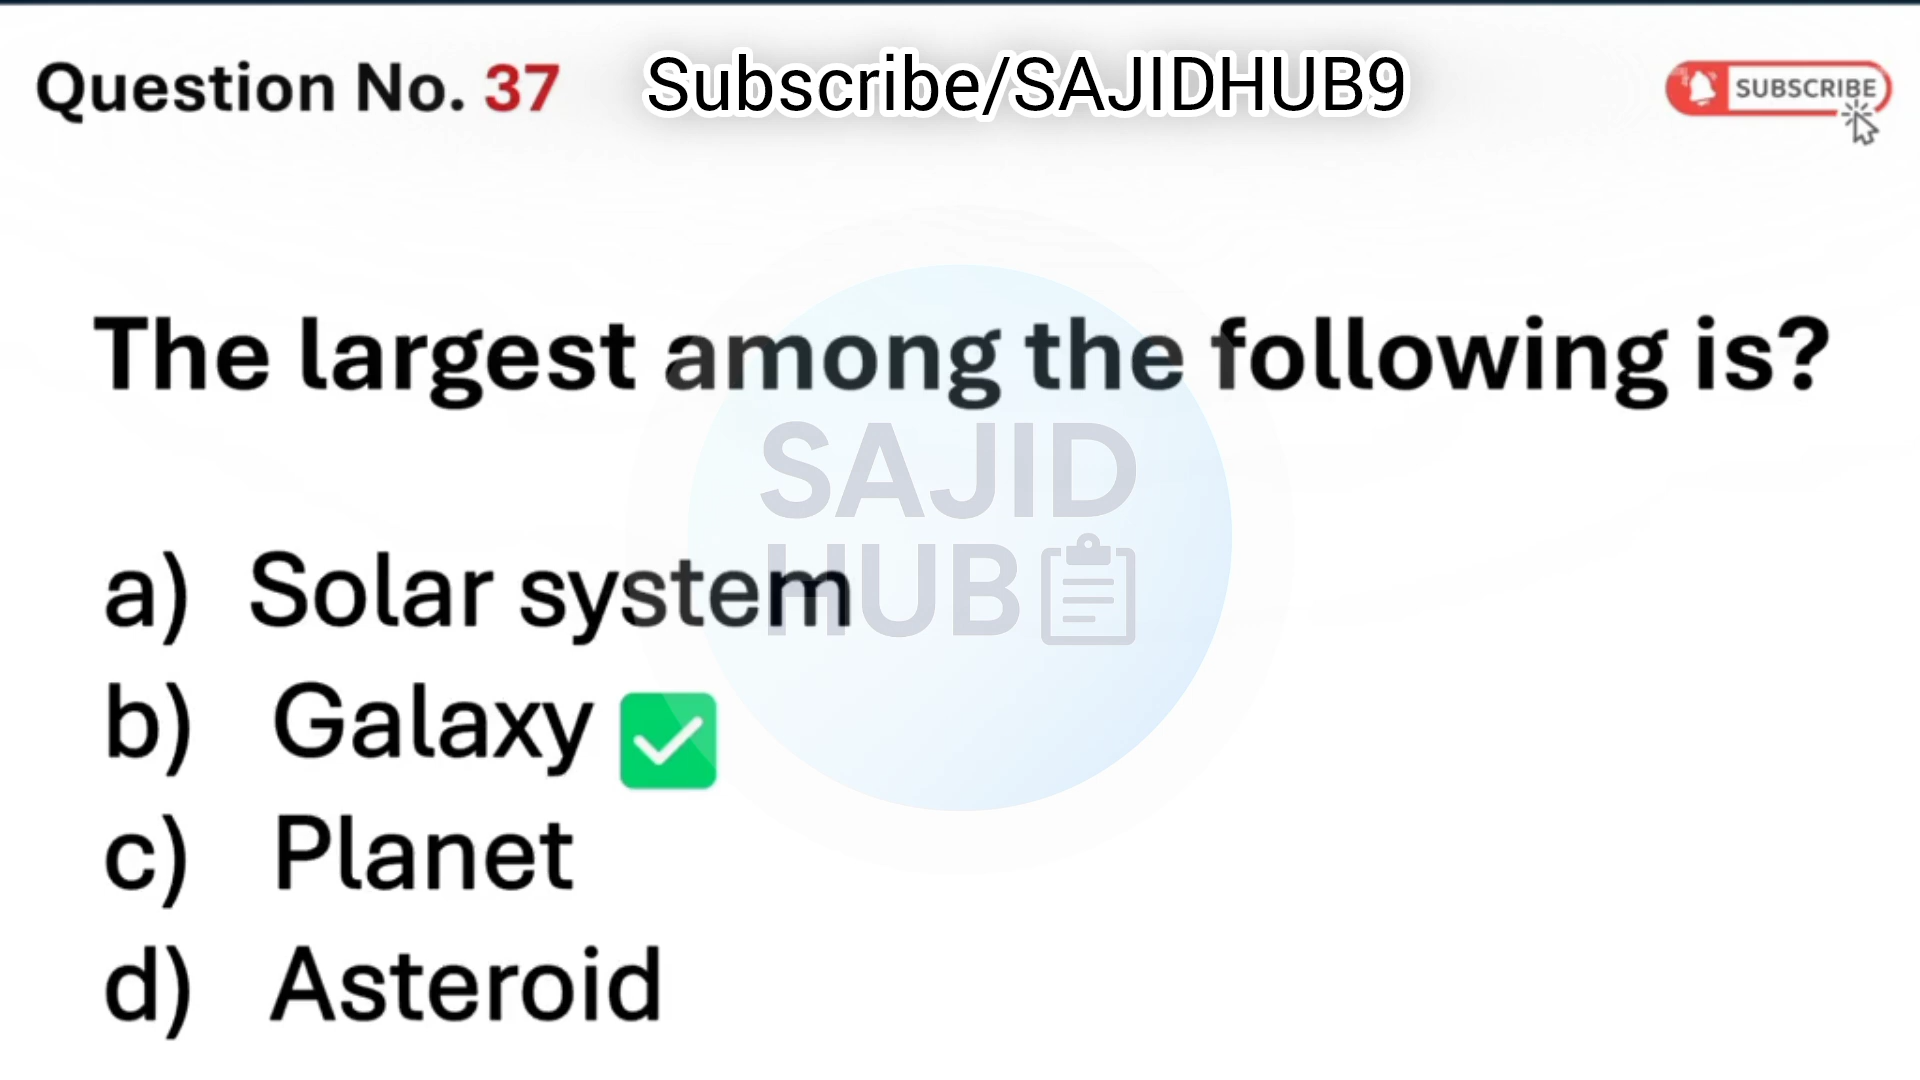 Question No. 37 Subscribe/SAJIDHUB9 SUBSCRIBE
The largest among the following is?
SAJID
HUB
a) Solar system
b) Galaxy
c) Planet
d) Asteroid